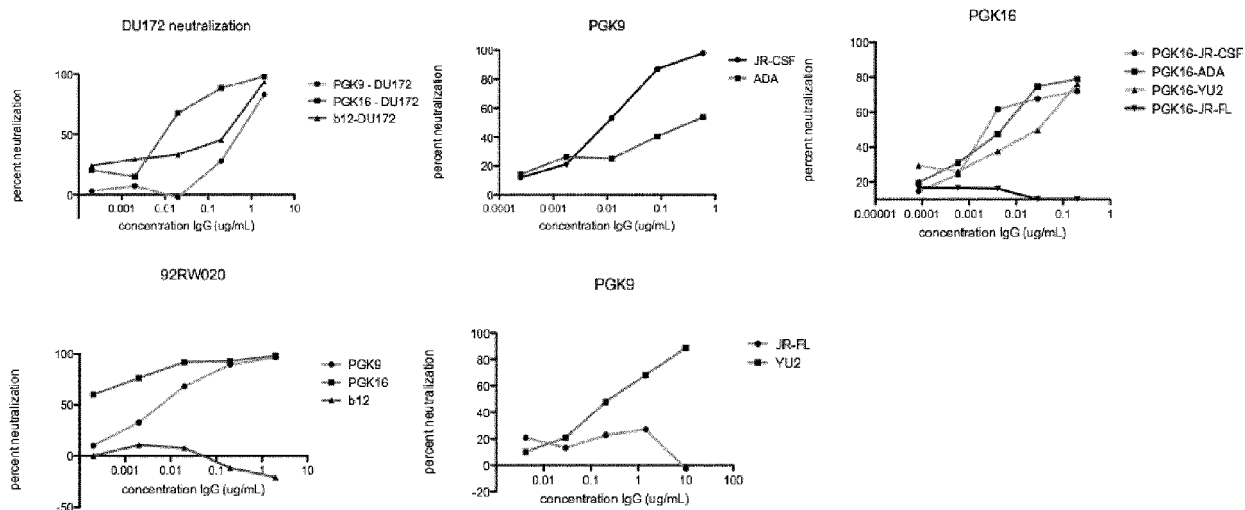 DU172 neutralization
percent neutralization
100
50
0
0.001
0.01
0.1
1
10
concentration IgG (ug/mL)
PGK9 - DU172
PGK16 - DU172
b12-DU172
PGK9
percent neutralization
100
80
60
40
20
0
0.0001
0.001
0.01
0.1
1
concentration IgG (ug/mL)
JR-CSF
ADA
PGK16
percent neutralization
100
80
60
40
20
0.00001
0.0001
0.001
0.01
0.1
1
concentration IgG (ug/mL)
PGK16-JR-CSF
PGK16-ADA
PGK16-YU2
PGK16-JR-FL
92RW020
percent neutralization
100
50
0
-50
0.001
0.01
0.1
1
10
concentration IgG (ug/mL)
PGK9
PGK16
b12
PGK9
percent neutralization
100
80
60
40
20
0
-20
0.01
0.1
1
10
100
concentration IgG (ug/mL)
JR-FL
YU2